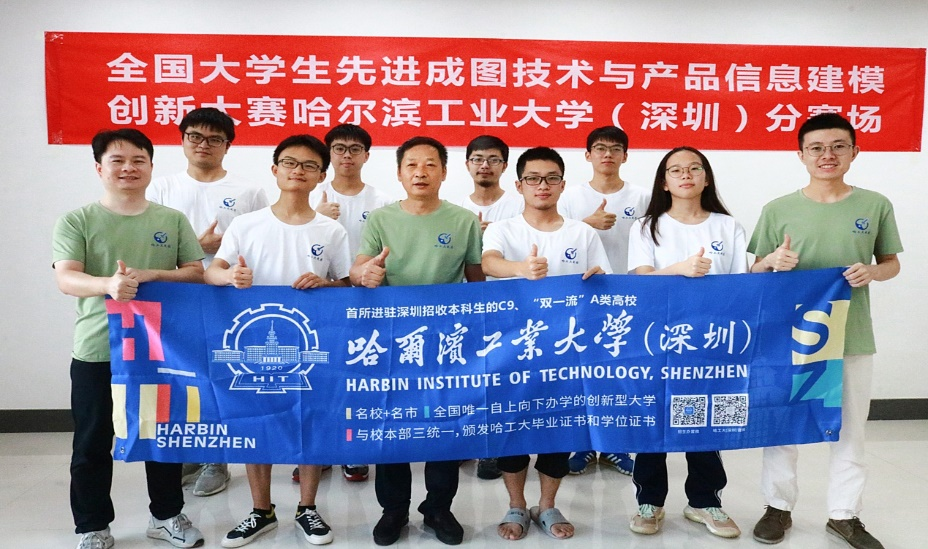 全国大学生先进成图技术与产品信息建模
创新大赛哈尔滨工业大学（深圳）分赛场
首所进驻深圳招收本科生的C9、“双一流”A类高校
哈爾濱工業大學（深圳）
HARBIN INSTITUTE OF TECHNOLOGY, SHENZHEN
名校+名市 全国唯一自上向下办学的创新型大学
与校本部三统一，颁发哈工大毕业证书和学位证书
1920
HIT
H
HARBIN
SHENZHEN
S
Z